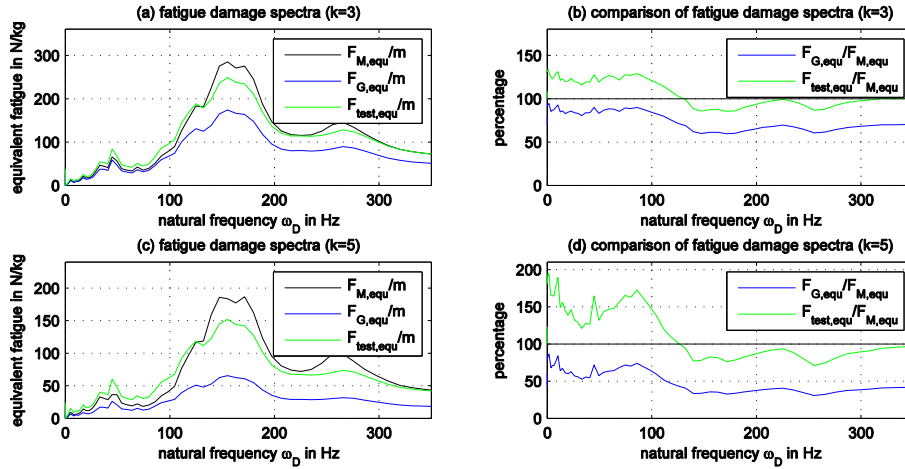 (a) fatigue damage spectra (k=3)
equivalent fatigue in N/kg
300
200
100
0
F_M,equ/m
F_G,equ/m
F_test,equ/m
0 100 200 300
natural frequency ω_D in Hz
(b) comparison of fatigue damage spectra (k=3)
percentage
150
100
50
0
F_G,equ/F_M,equ
F_test,equ/F_M,equ
0 100 200 300
natural frequency ω_D in Hz
(c) fatigue damage spectra (k=5)
equivalent fatigue in N/kg
200
150
100
50
0
F_M,equ/m
F_G,equ/m
F_test,equ/m
0 100 200 300
natural frequency ω_D in Hz
(d) comparison of fatigue damage spectra (k=5)
percentage
200
150
100
50
0
F_G,equ/F_M,equ
F_test,equ/F_M,equ
0 100 200 300
natural frequency ω_D in Hz